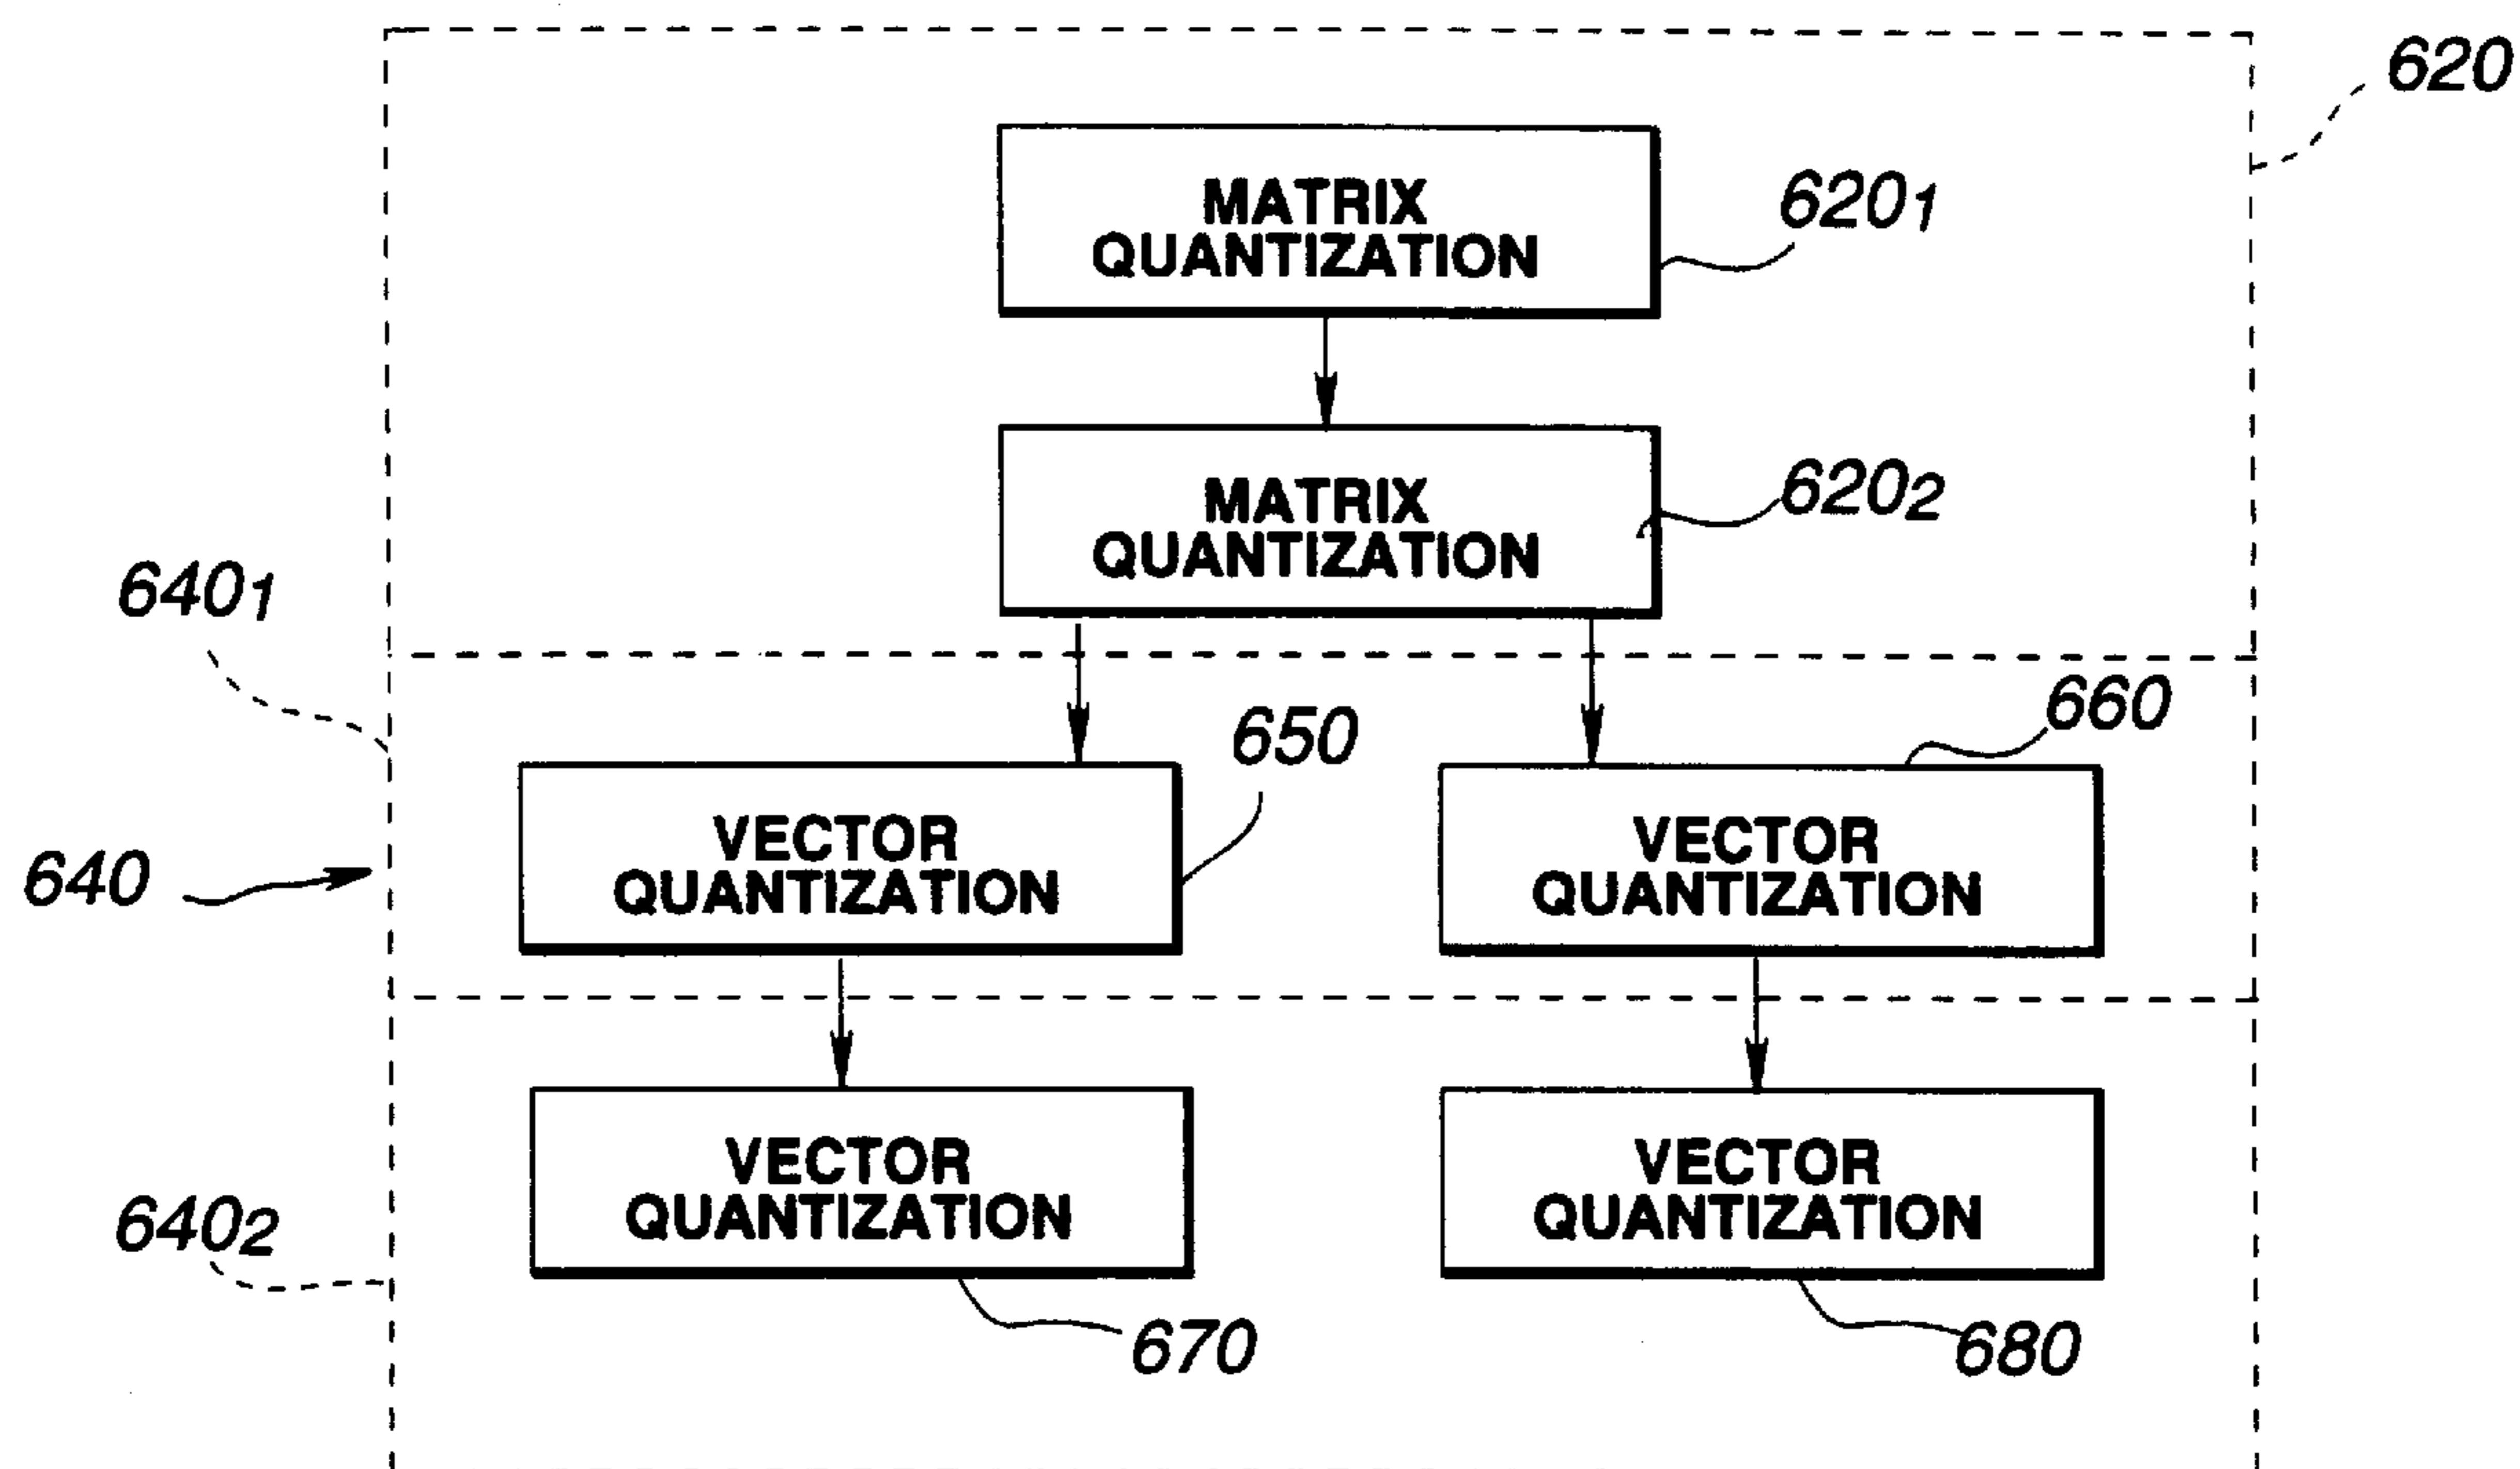 620
MATRIX
QUANTIZATION
620₁
MATRIX
QUANTIZATION
620₂
640₁
650
660
VECTOR
QUANTIZATION
VECTOR
QUANTIZATION
640
VECTOR
QUANTIZATION
VECTOR
QUANTIZATION
640₂
670
680